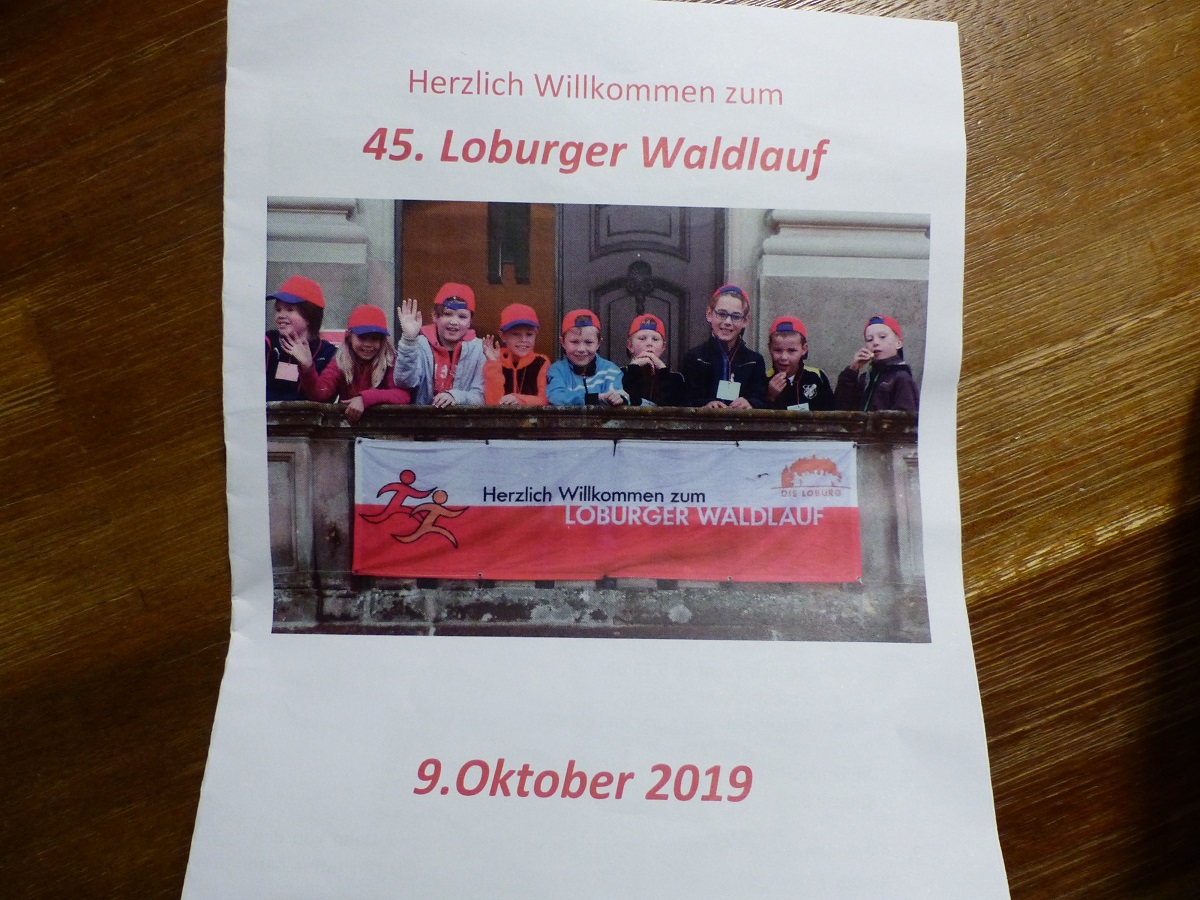 Herzlich Willkommen zum
45. Loburger Waldlauf
Herzlich Willkommen zum
LOBURGER WALDLAUF
DIE LOBURG
9.Oktober 2019